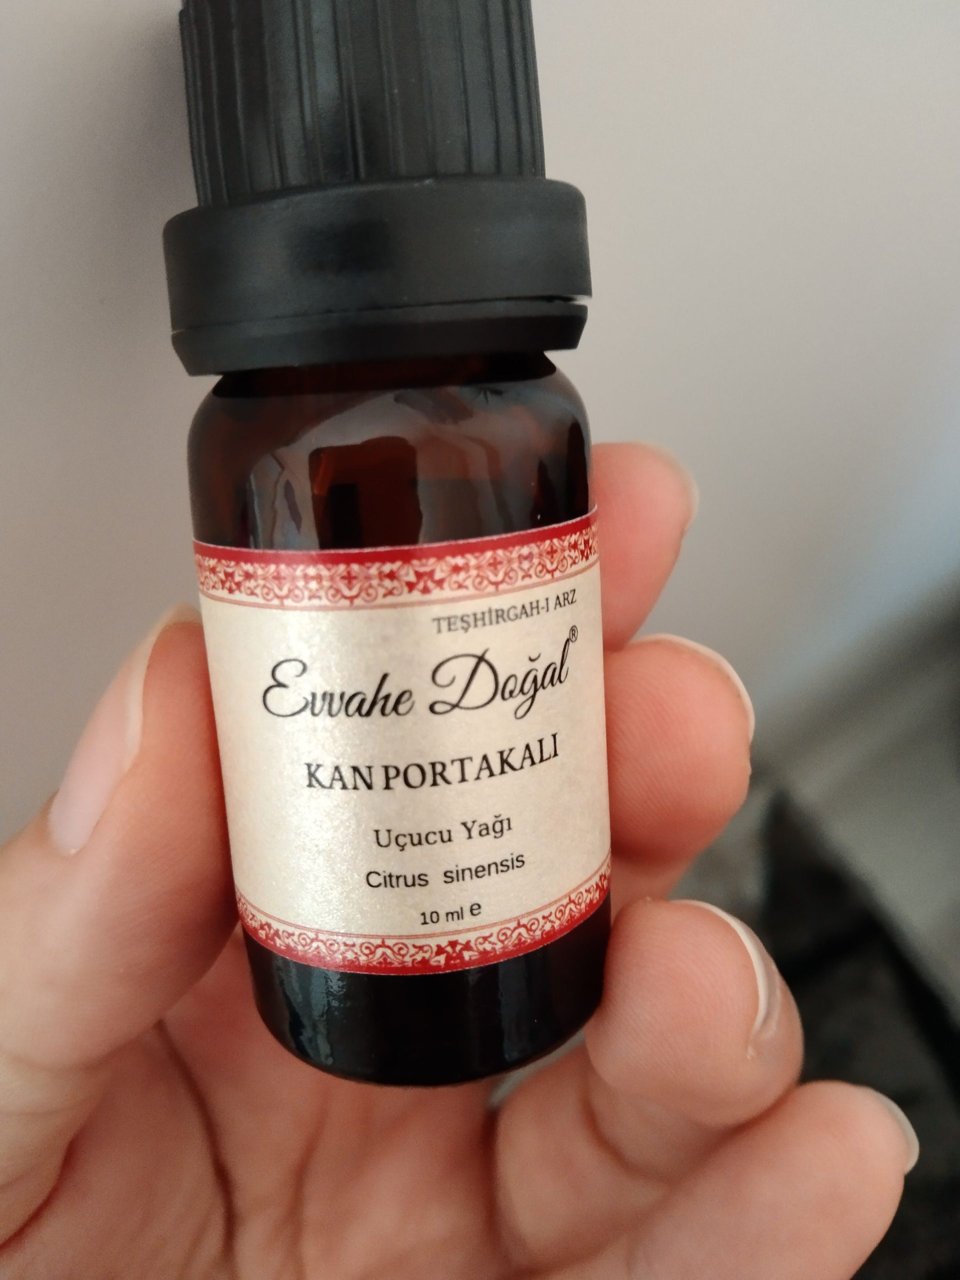 TEŞHİRGAH-I ARZ
Evvahe Doğal®
KAN PORTAKALI
Uçucu Yağı
Citrus sinensis
10 ml e